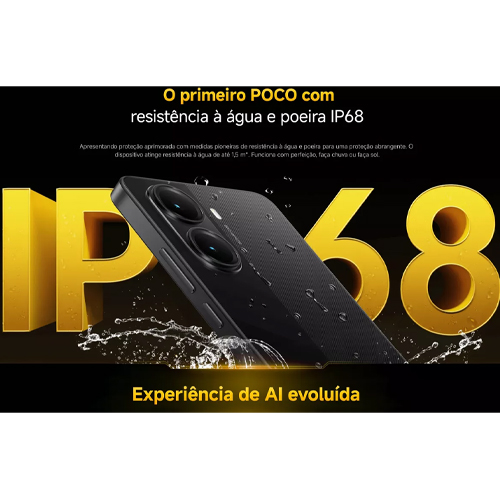 O primeiro POCO com
resistência à água e poeira IP68
Apresentando proteção aprimorada com medidas pioneiras de resistência à água e poeira para uma proteção abrangente. O
dispositivo atinge resistência à água de até 1,5 m*. Funciona com perfeição, faça chuva ou faça sol.
IP68
Experiência de AI evoluída